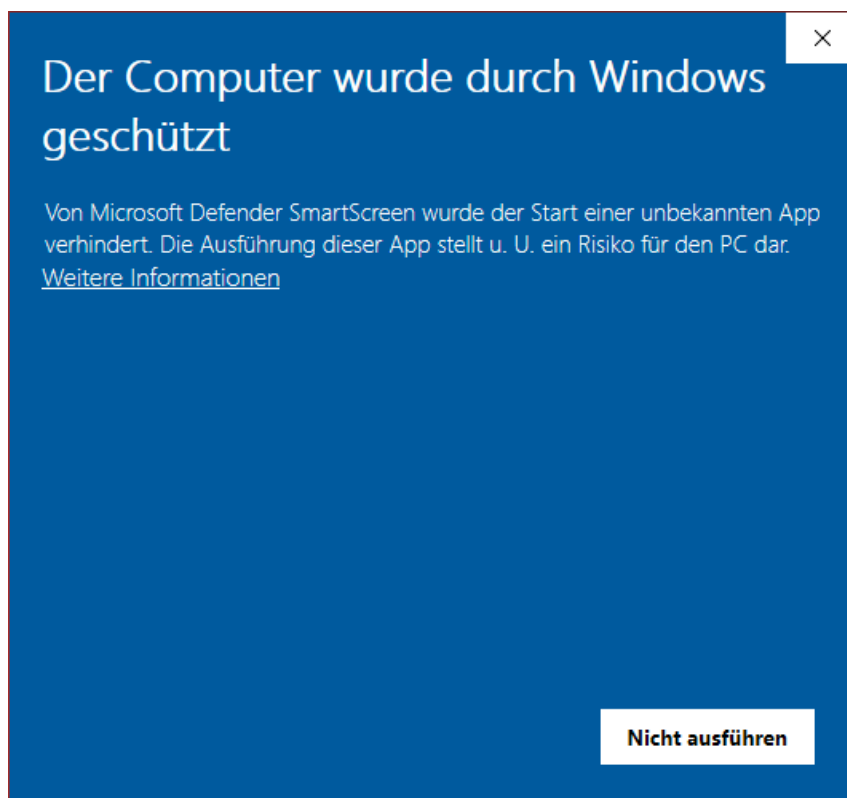 Der Computer wurde durch Windows
geschützt
Von Microsoft Defender SmartScreen wurde der Start einer unbekannten App
verhindert. Die Ausführung dieser App stellt u. U. ein Risiko für den PC dar.
Weitere Informationen
Nicht ausführen